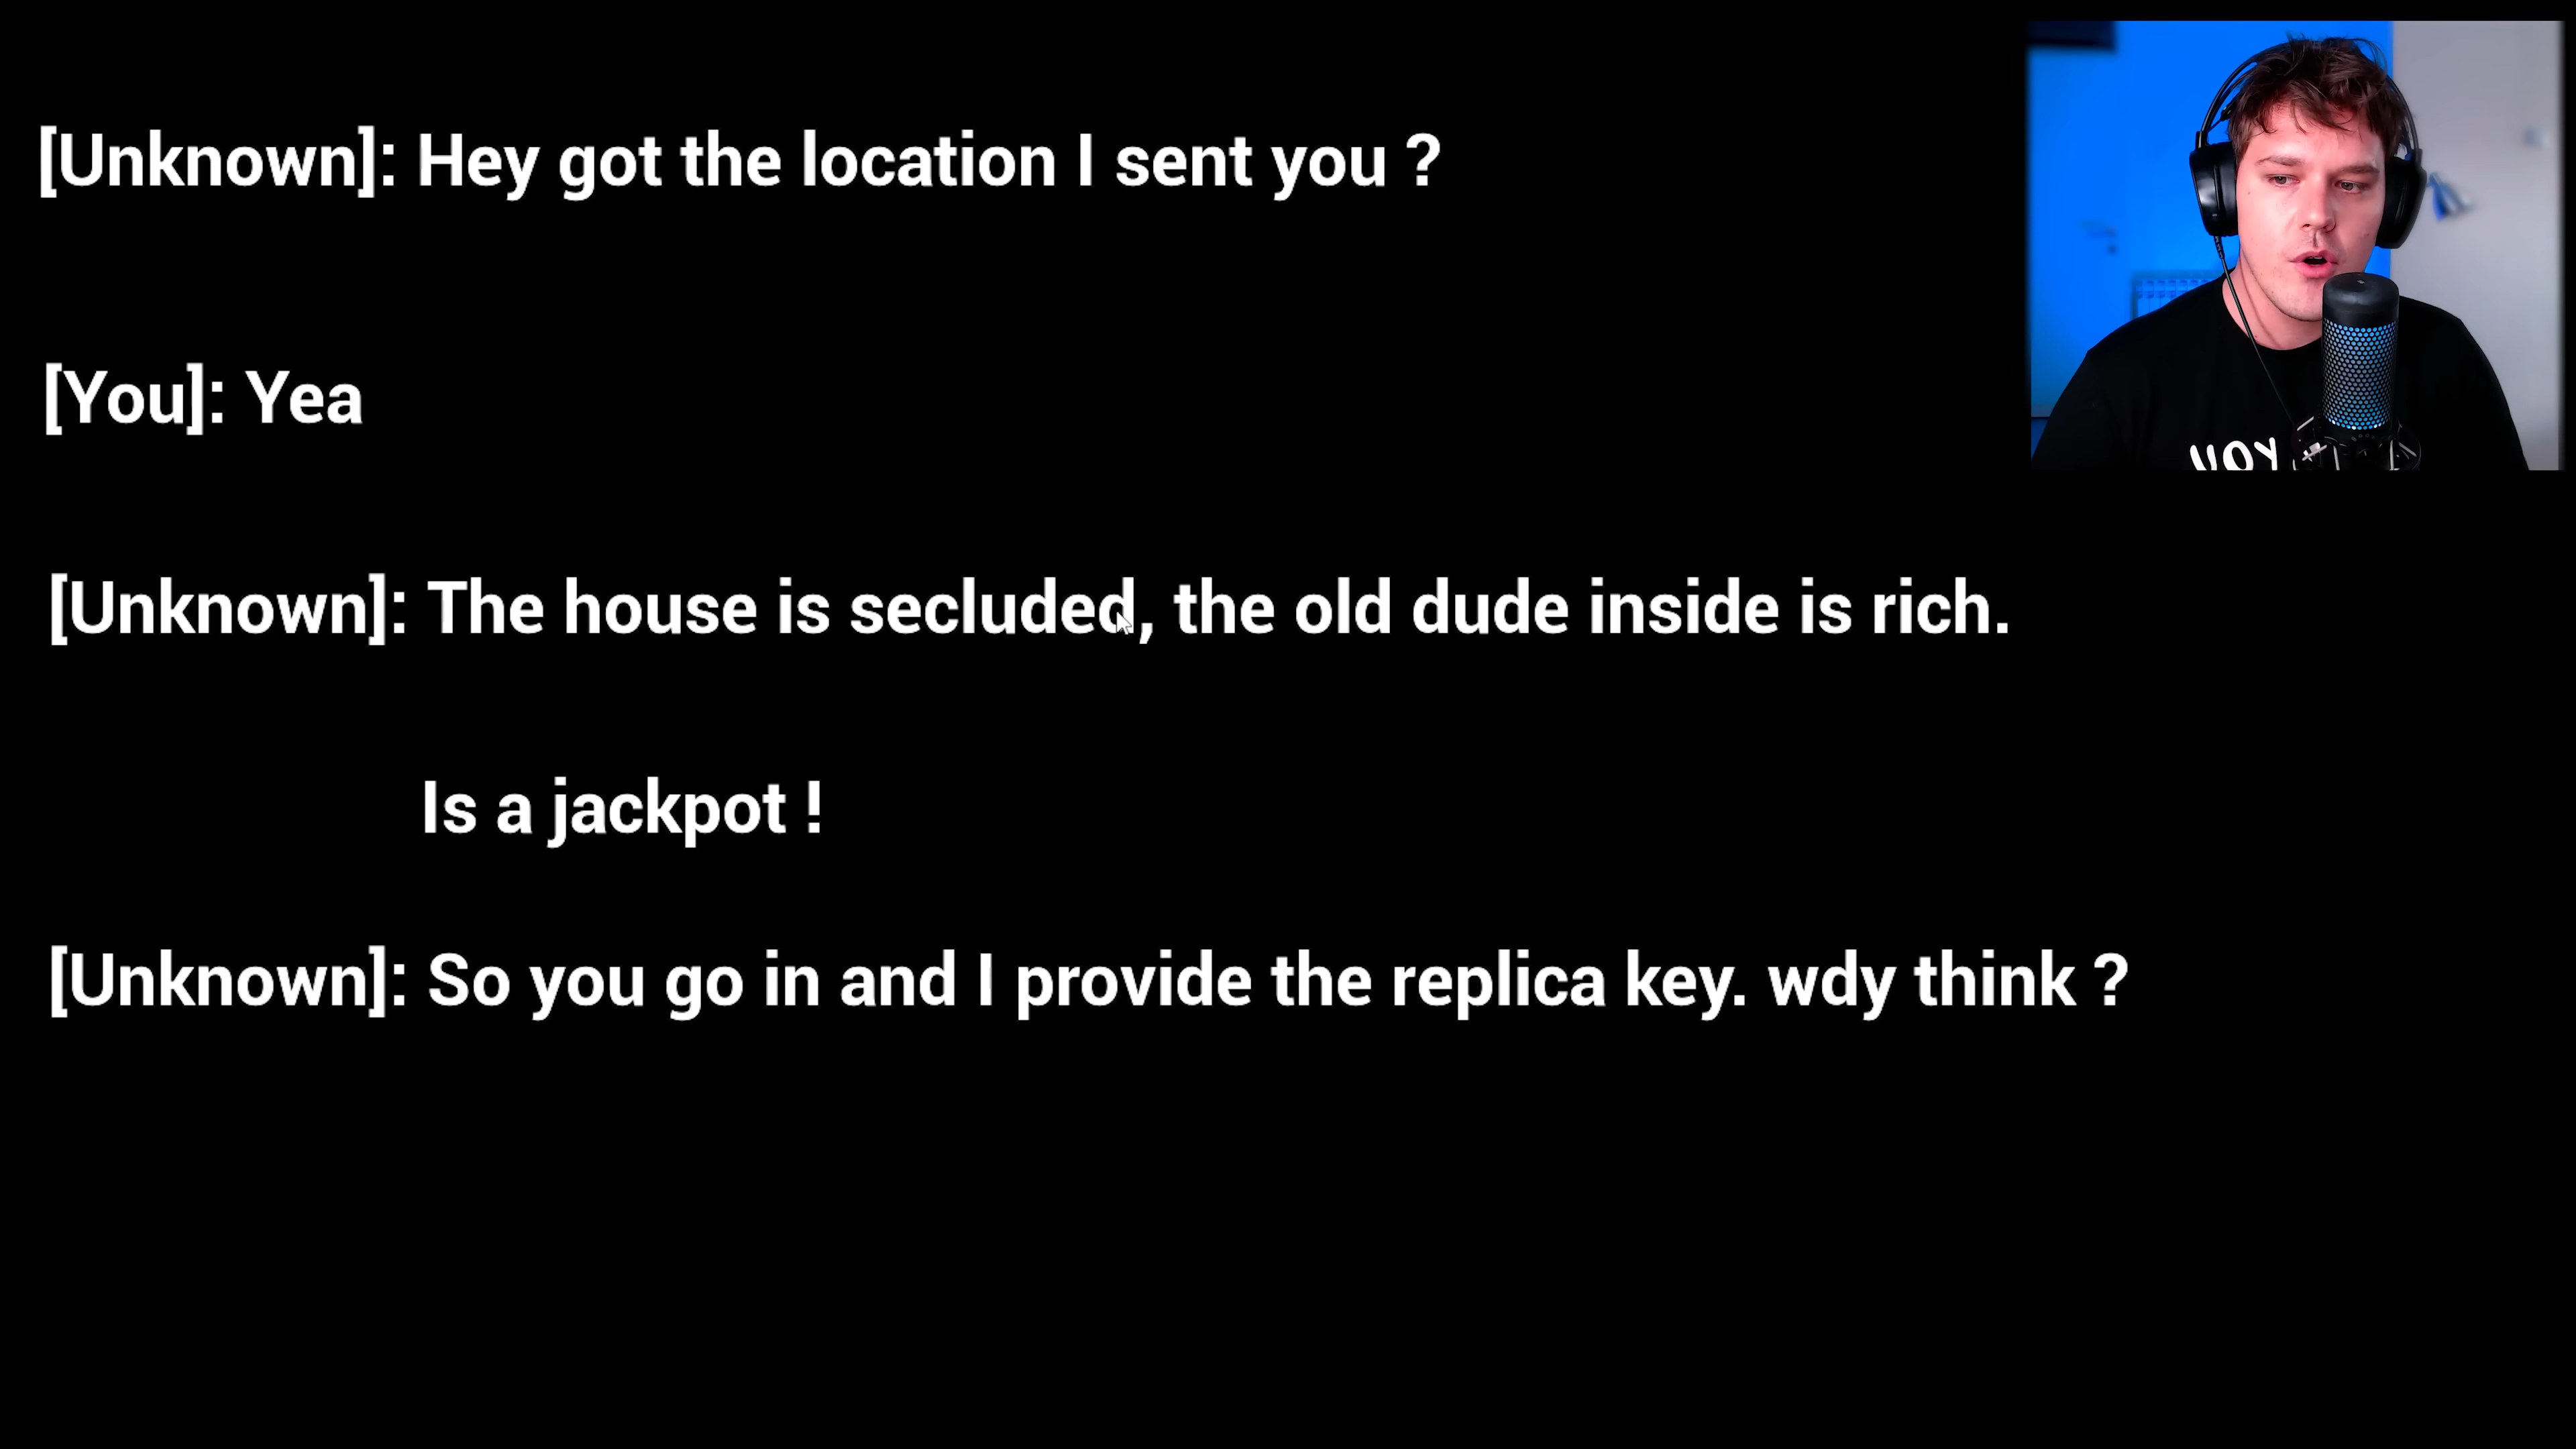 [Unknown]: Hey got the location I sent you ?
[You]: Yea
[Unknown]: The house is secluded, the old dude inside is rich.
Is a jackpot !
[Unknown]: So you go in and I provide the replica key. wdy think ?